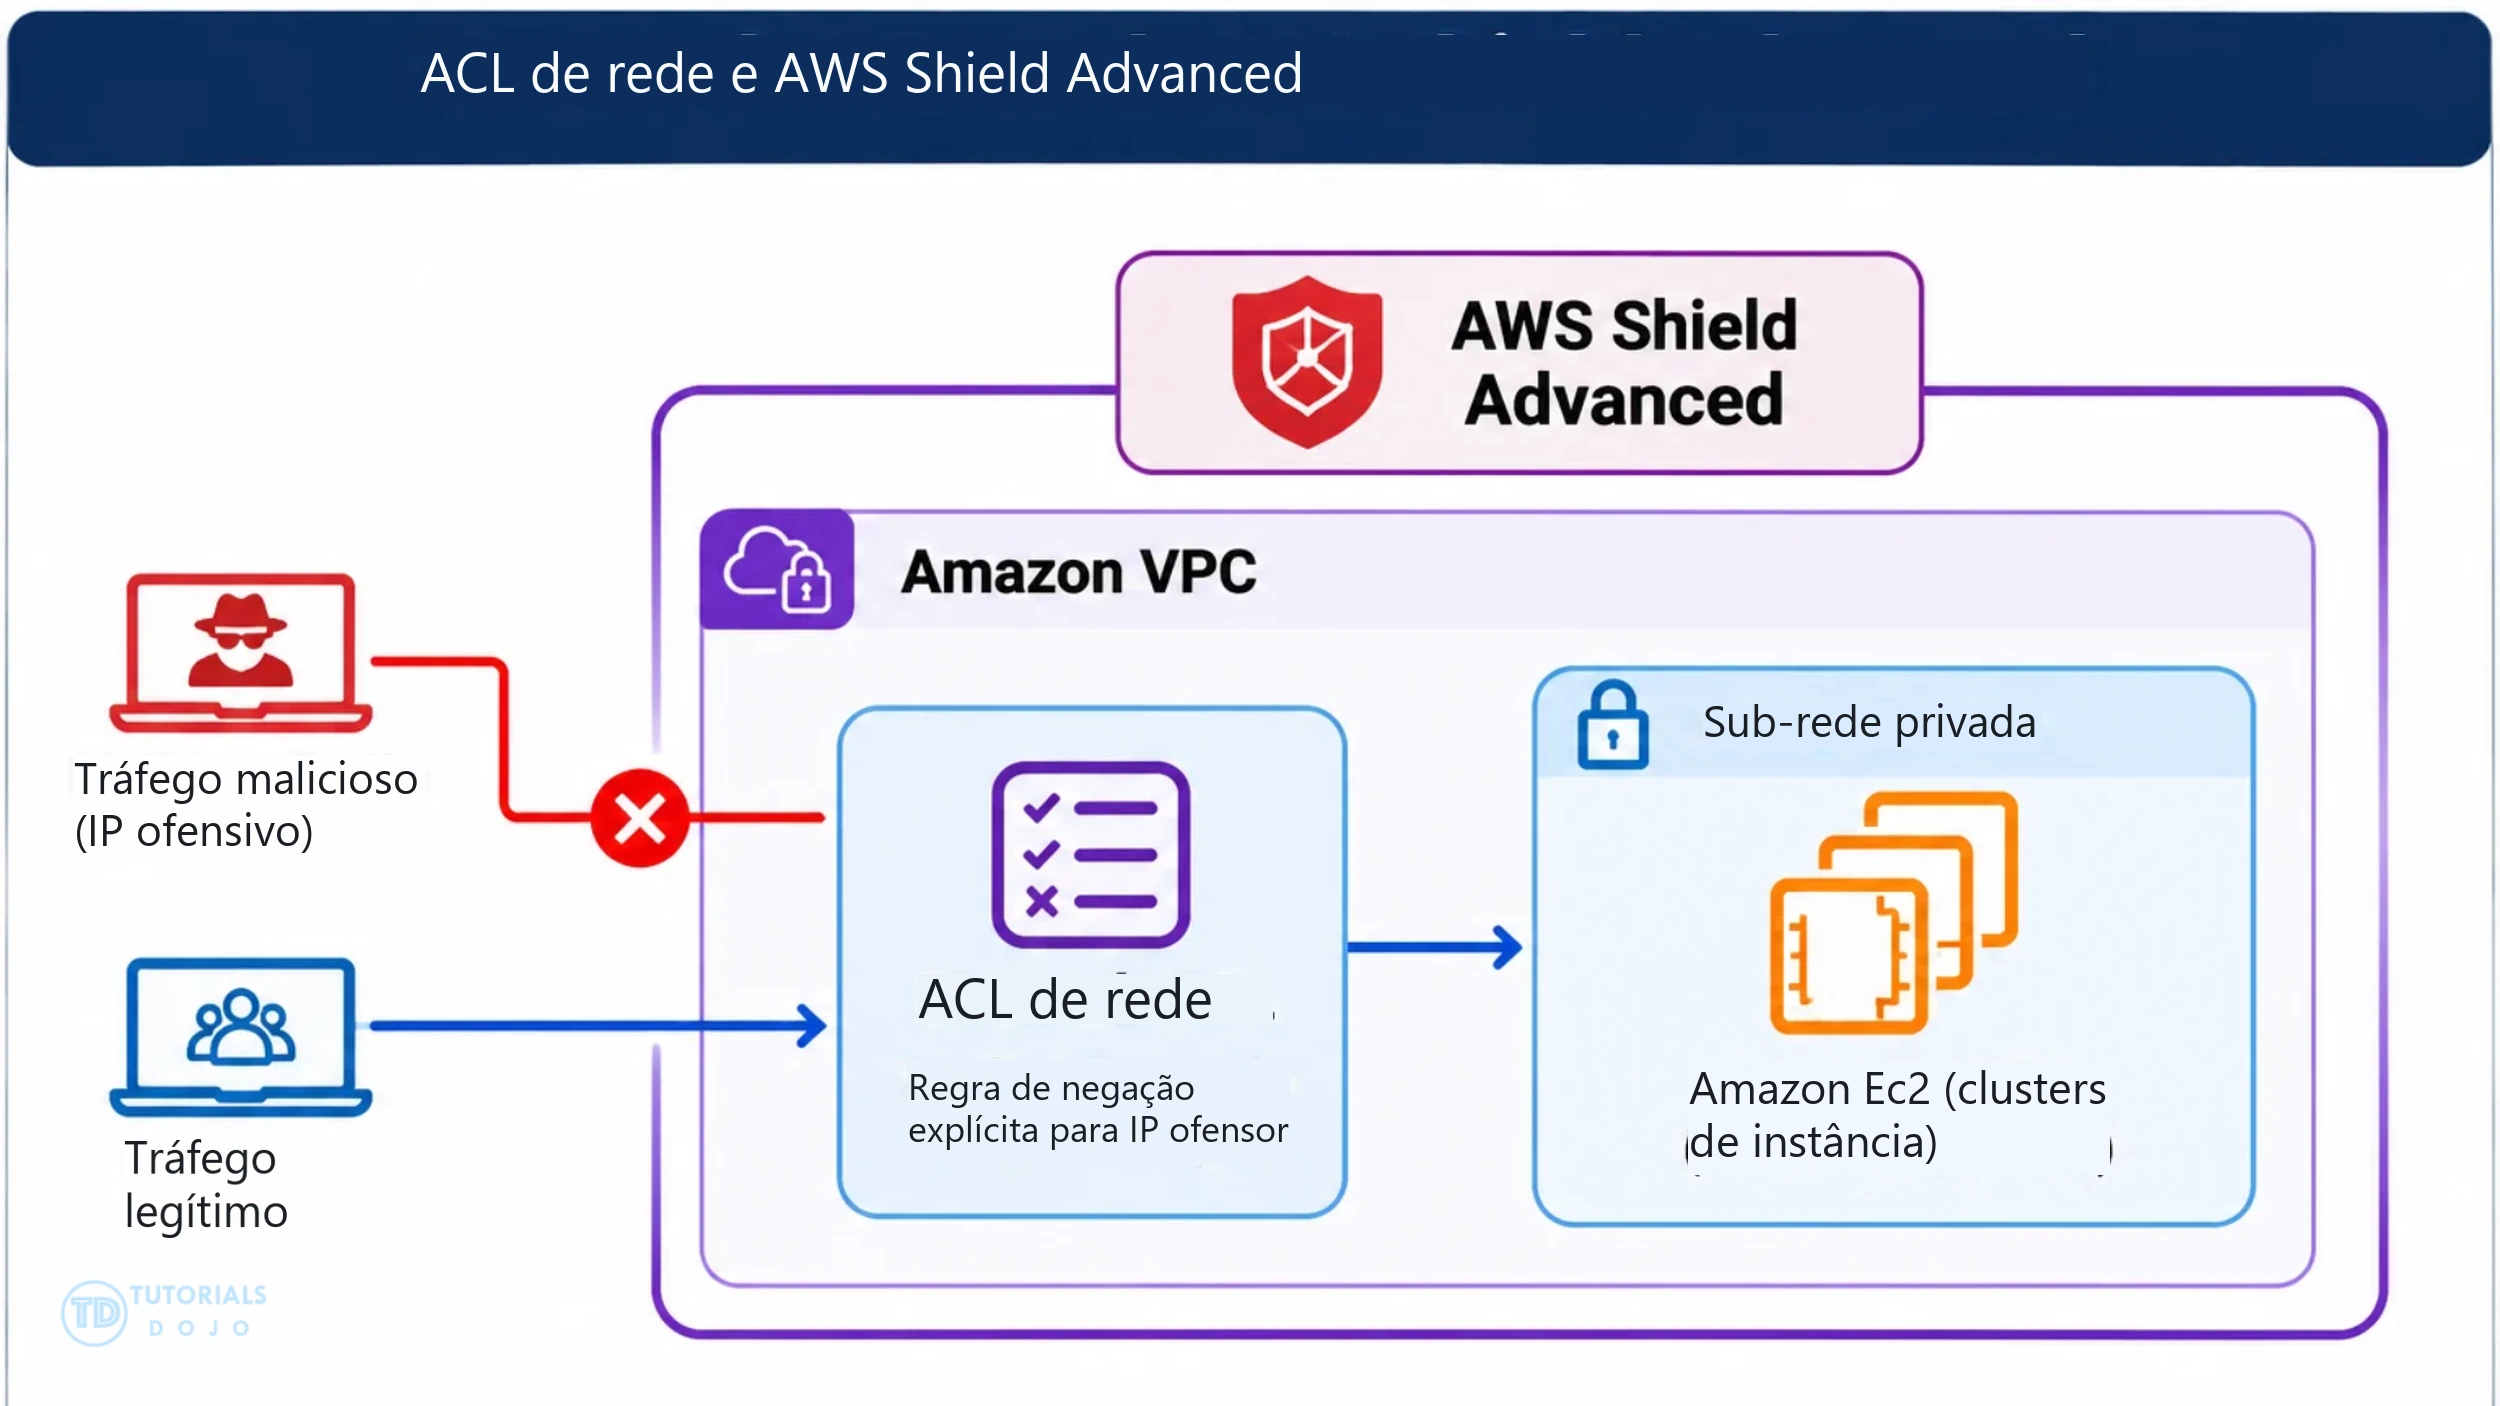 ACL de rede e AWS Shield Advanced
AWS Shield
Advanced
Amazon VPC
Sub-rede privada
Tráfego malicioso
(IP ofensivo)
ACL de rede
Regra de negação
explícita para IP ofensor
Amazon Ec2 (clusters
de instância)
Tráfego
legítimo
TD TUTORIALS
DOJO